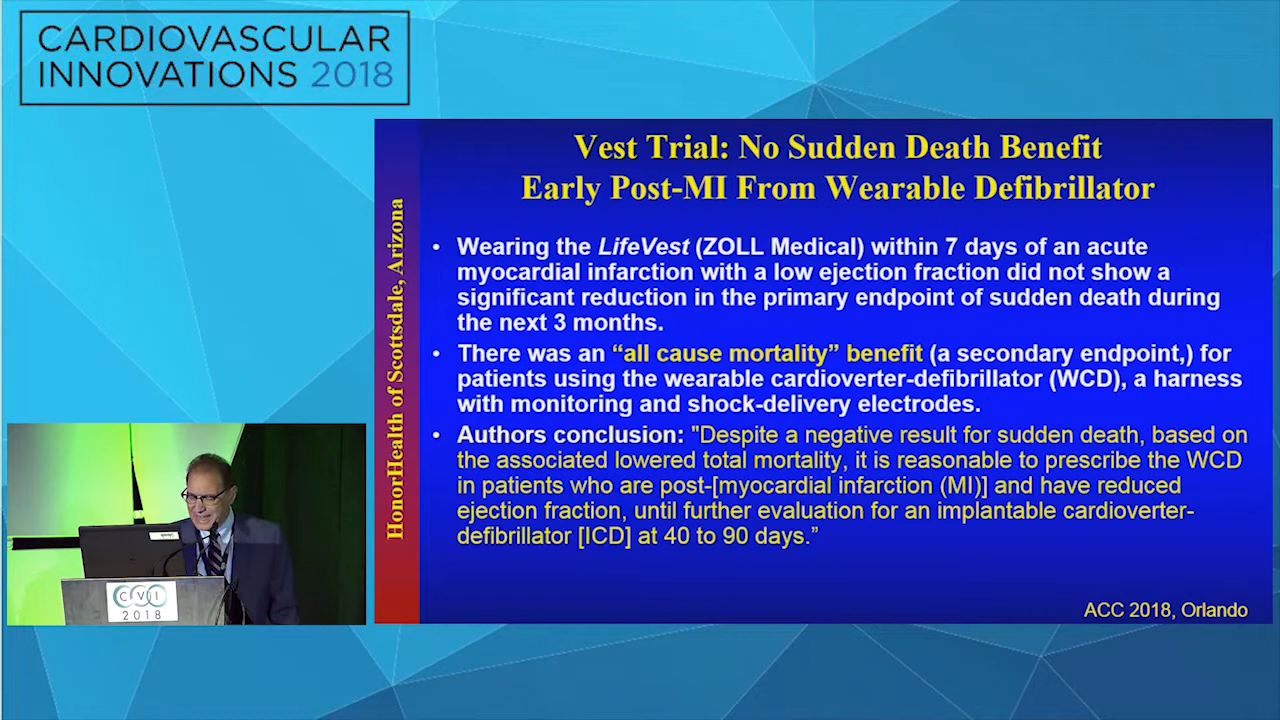 CARDIOVASCULAR
INNOVATIONS 2018
Vest Trial: No Sudden Death Benefit
Early Post-MI From Wearable Defibrillator
HonorHealth of Scottsdale, Arizona
• Wearing the LifeVest (ZOLL Medical) within 7 days of an acute
myocardial infarction with a low ejection fraction did not show a
significant reduction in the primary endpoint of sudden death during
the next 3 months.
• There was an “all cause mortality” benefit (a secondary endpoint,) for
patients using the wearable cardioverter-defibrillator (WCD), a harness
with monitoring and shock-delivery electrodes.
• Authors conclusion: "Despite a negative result for sudden death, based on
the associated lowered total mortality, it is reasonable to prescribe the WCD
in patients who are post-[myocardial infarction (MI)] and have reduced
ejection fraction, until further evaluation for an implantable cardioverter-
defibrillator [ICD] at 40 to 90 days.”
ACC 2018, Orlando
CVI
2018